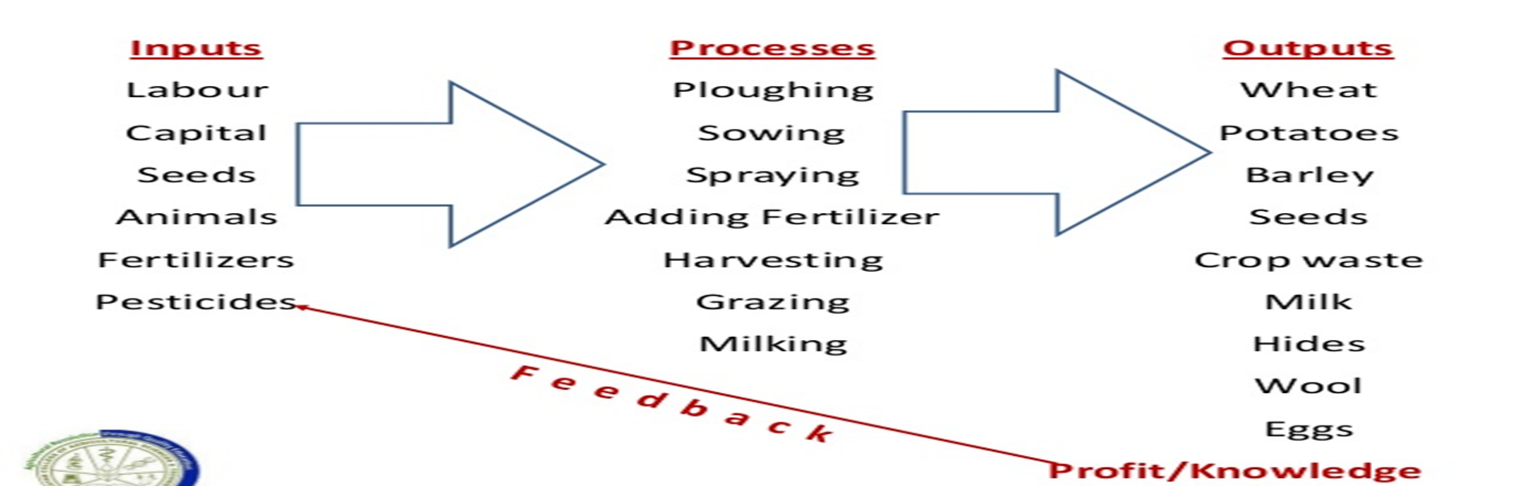 Inputs
Labour
Capital
Seeds
Animals
Fertilizers
Pesticides
Processes
Ploughing
Sowing
Spraying
Adding Fertilizer
Harvesting
Grazing
Milking
Outputs
Wheat
Potatoes
Barley
Seeds
Crop waste
Milk
Hides
Wool
Eggs
Profit/Knowledge
Feedback